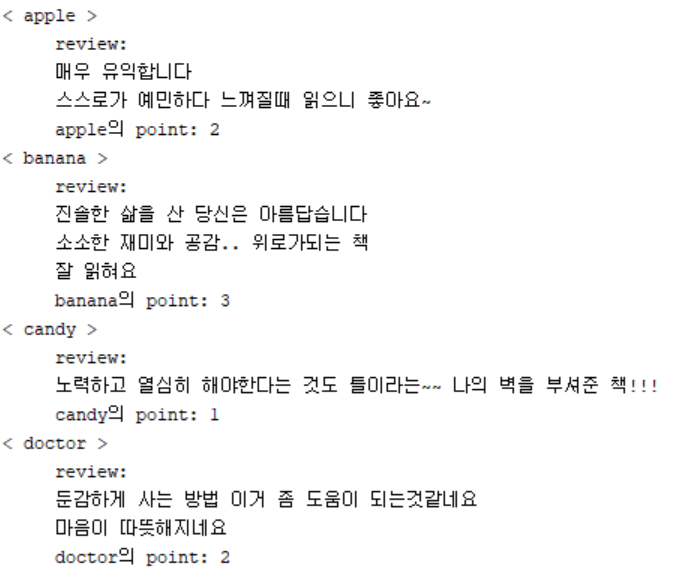 < apple >
review:
매우 유익합니다
스스로가 예민하다 느껴질때 읽으니 좋아요~
apple의 point: 2
< banana >
review:
진솔한 삶을 산 당신은 아름답습니다
소소한 재미와 공감.. 위로가되는 책
잘 읽혀요
banana의 point: 3
< candy >
review:
노력하고 열심히 해야한다는 것도 틀이라는~~ 나의 벽을 부셔준 책!!!
candy의 point: 1
< doctor >
review:
둔감하게 사는 방법 이거 좀 도움이 되는것같네요
마음이 따뜻해지네요
doctor의 point: 2